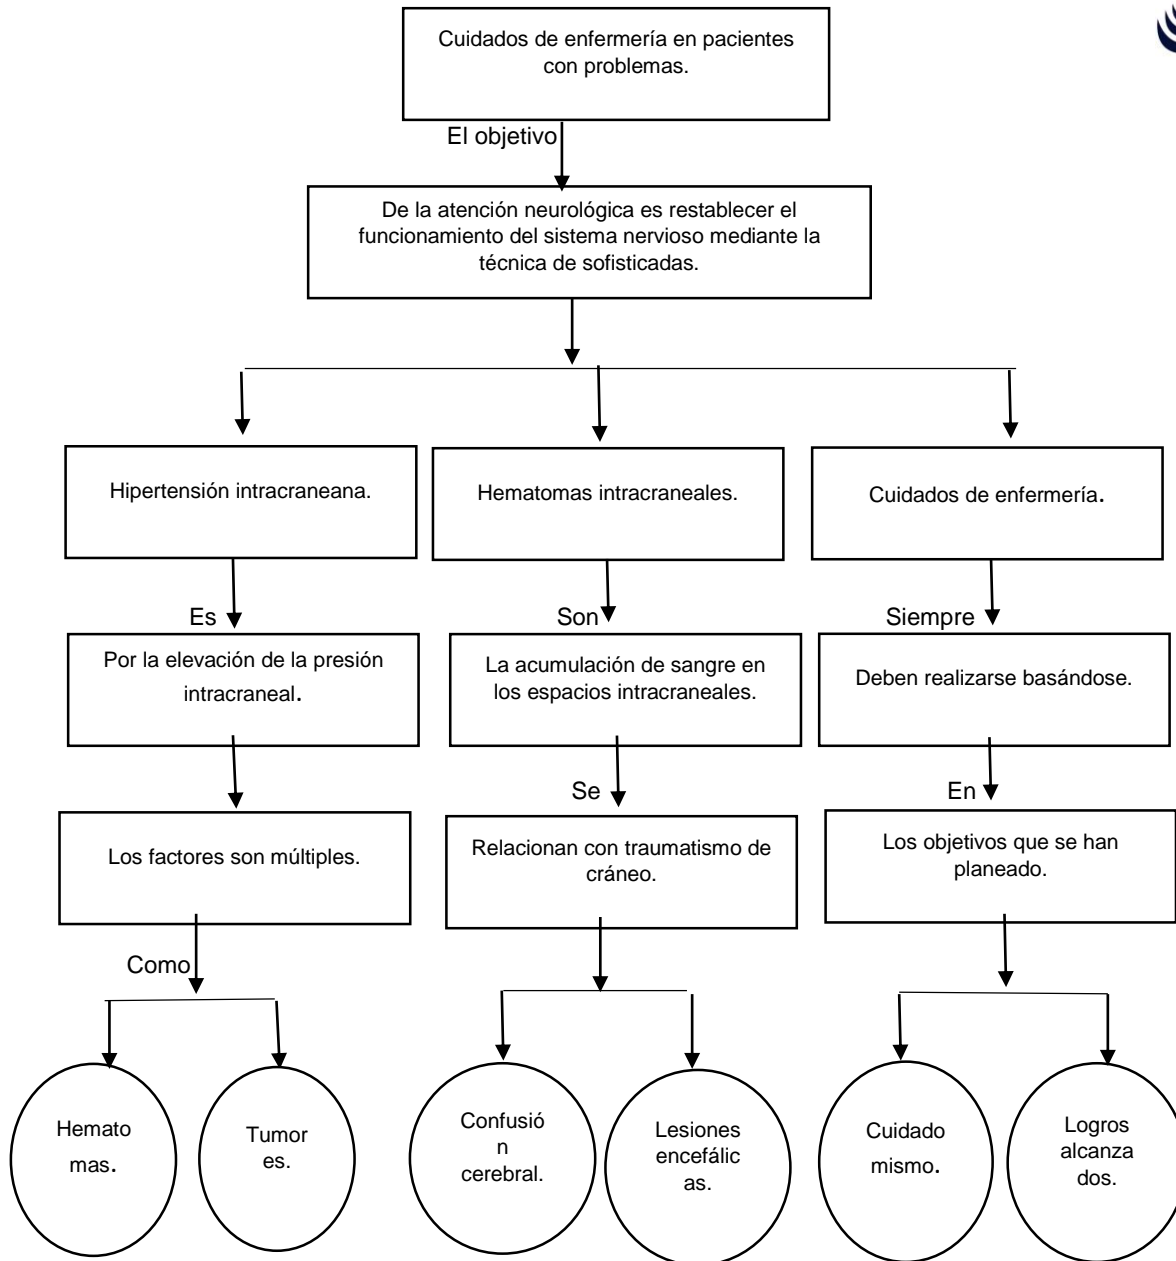 Cuidados de enfermería en pacientes
con problemas.
El objetivo
De la atención neurológica es restablecer el
funcionamiento del sistema nervioso mediante la
técnica de sofisticadas.
Hipertensión intracraneana.
Hematomas intracraneales.
Cuidados de enfermería.
Es
Son
Siempre
Por la elevación de la presión
intracraneal.
La acumulación de sangre en
los espacios intracraneales.
Deben realizarse basándose.
Se
En
Los factores son múltiples.
Relacionan con traumatismo de
cráneo.
Los objetivos que se han
planeado.
Como
Hemato
mas.
Tumor
es.
Confusió
n
cerebral.
Lesiones
encefálic
as.
Cuidado
mismo.
Logros
alcanza
dos.